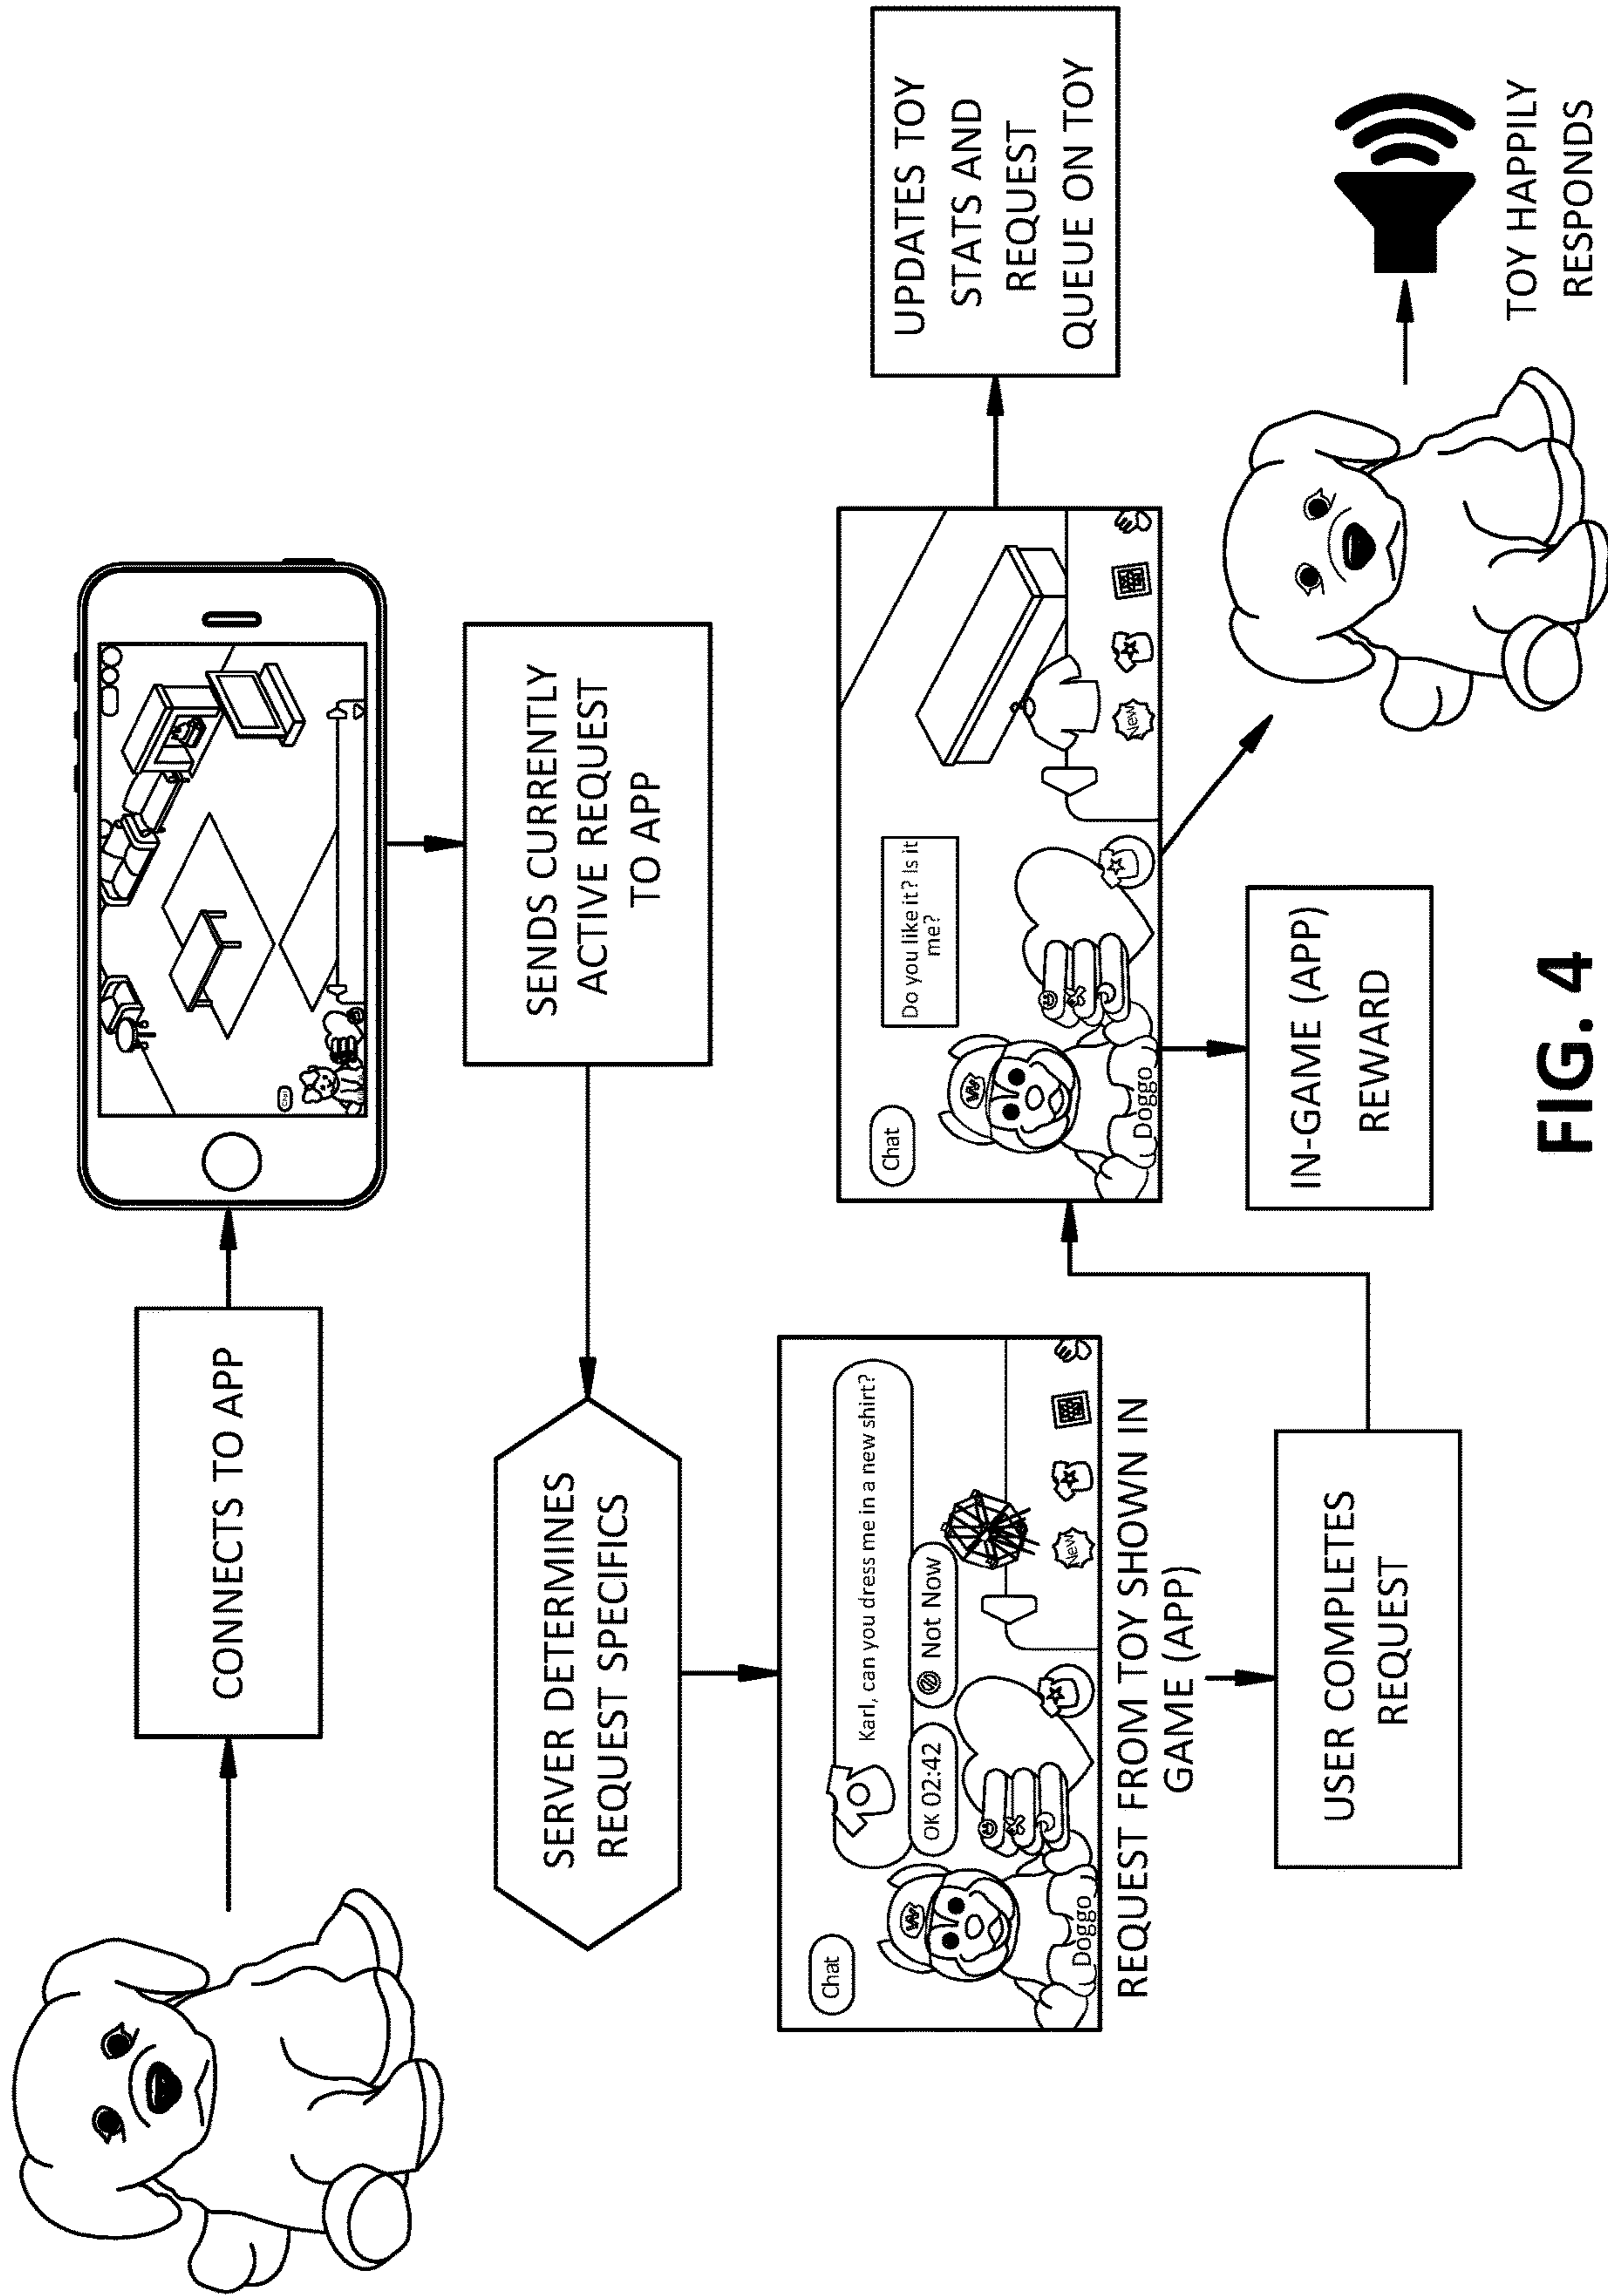 CONNECTS TO APP
Chat
SENDS CURRENTLY
ACTIVE REQUEST
TO APP
SERVER DETERMINES
REQUEST SPECIFICS
Chat
Karl, can you dress me in a new shirt?
OK 02:42
Not Now
Doggo
New
REQUEST FROM TOY SHOWN IN
GAME (APP)
USER COMPLETES
REQUEST
Chat
Do you like it? Is it
me?
Doggo
New
UPDATES TOY
STATS AND
REQUEST
QUEUE ON TOY
IN-GAME (APP)
REWARD
TOY HAPPILY
RESPONDS
FIG. 4